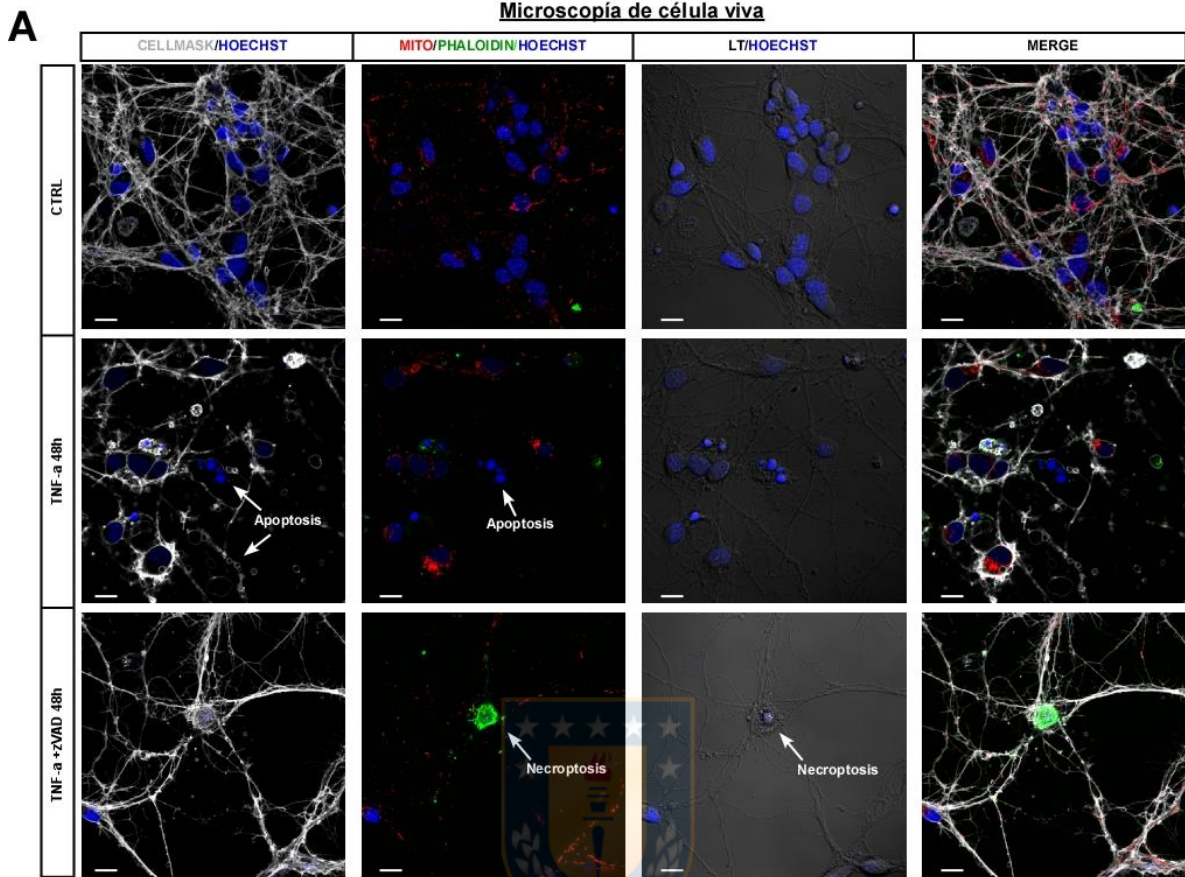 A
Microscopía de célula viva
CELLMASK/HOECHST
MITO/PHALOIDIN/HOECHST
LT/HOECHST
MERGE
CTRL
TNF-a 48h
Apoptosis
Apoptosis
TNF-a +zVAD 48h
Necroptosis
Necroptosis